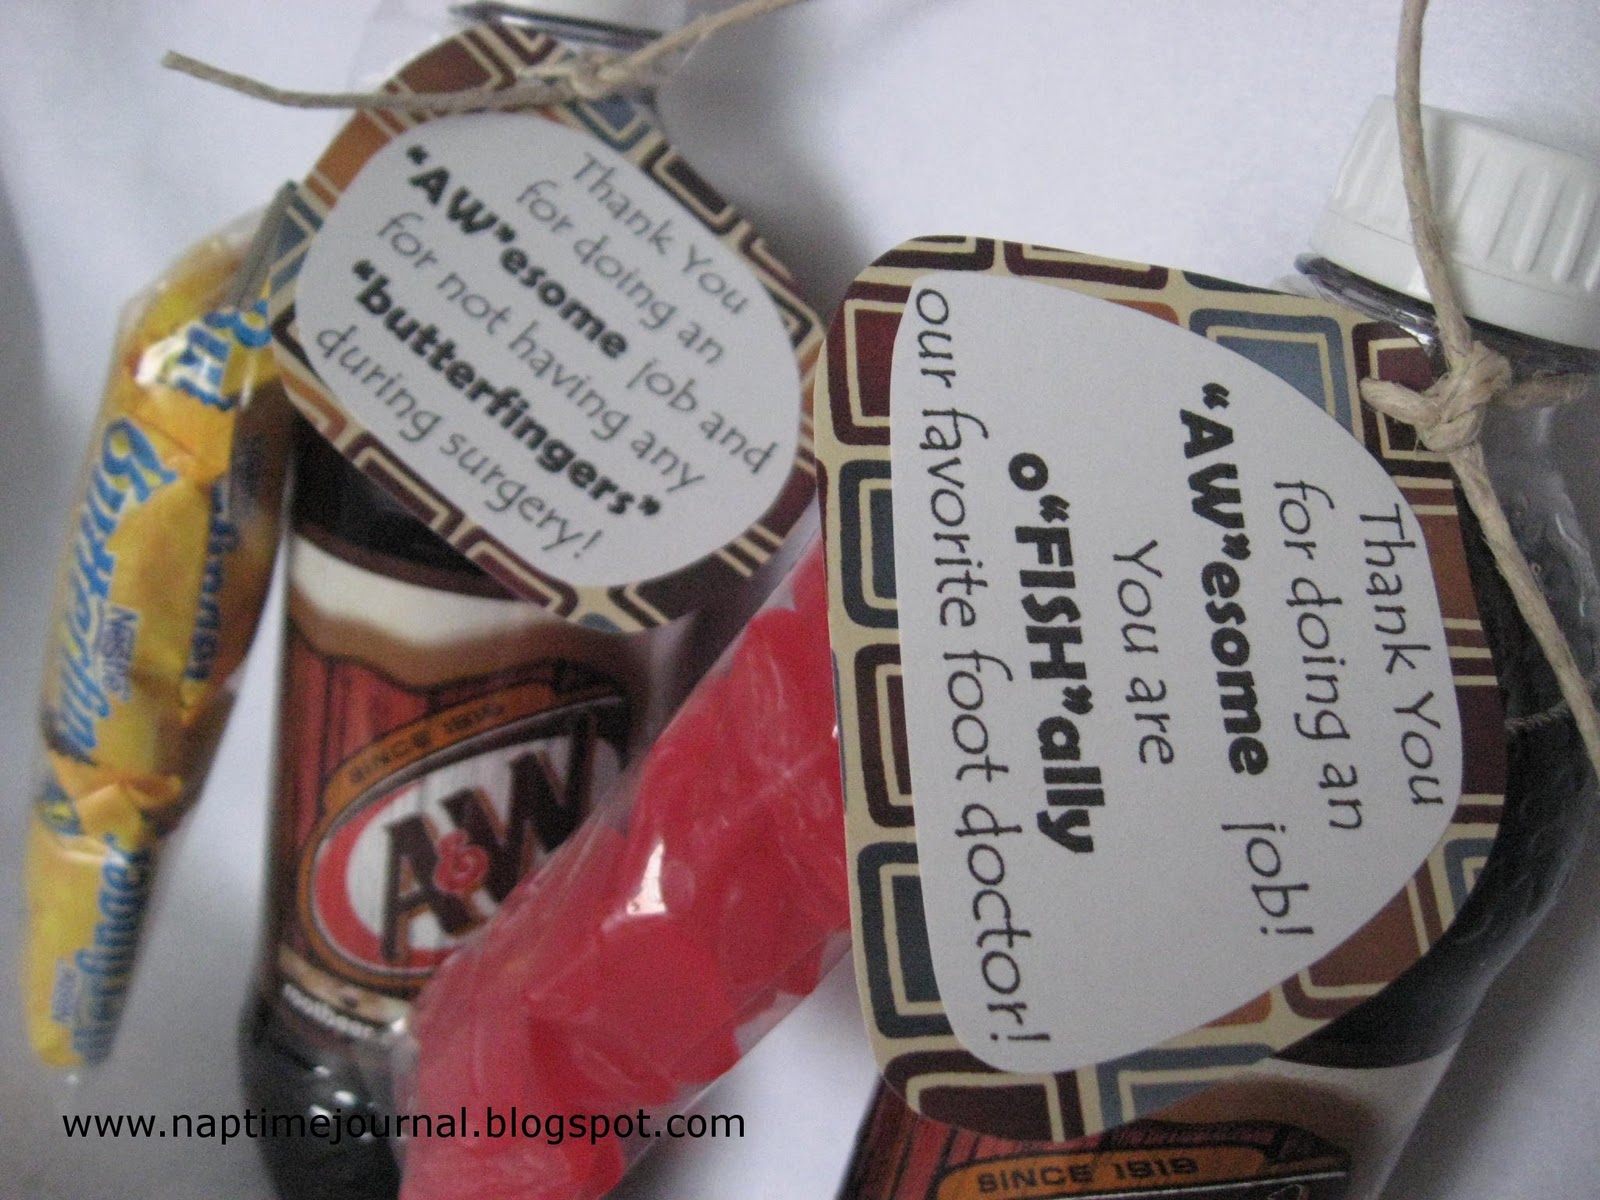 Thank You
for doing an
"AW"esome job and
for not having any
"butterfingers"
during surgery!
Thank You
for doing an
"AW"esome job!
You are
o"FISH"ally
our favorite foot doctor!
Butterfinger
NESTLE
SINCE 1919
A&W
rootbeer
SINCE 1919
www.naptimejournal.blogspot.com